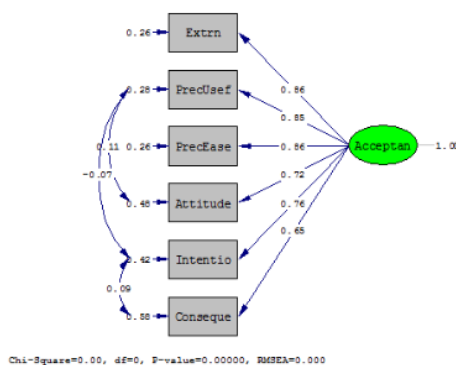 0.26 Extrn
0.86
0.28 PrecUsef
0.85
0.11 0.26 PrecEase 0.86 Acceptan 1.00
-0.07
0.72
0.48 Attitude
0.76
0.65
0.42 Intentio
0.09
0.58 Conseque
Chi-Square=0.00, df=0, P-value=0.00000, RMSEA=0.000